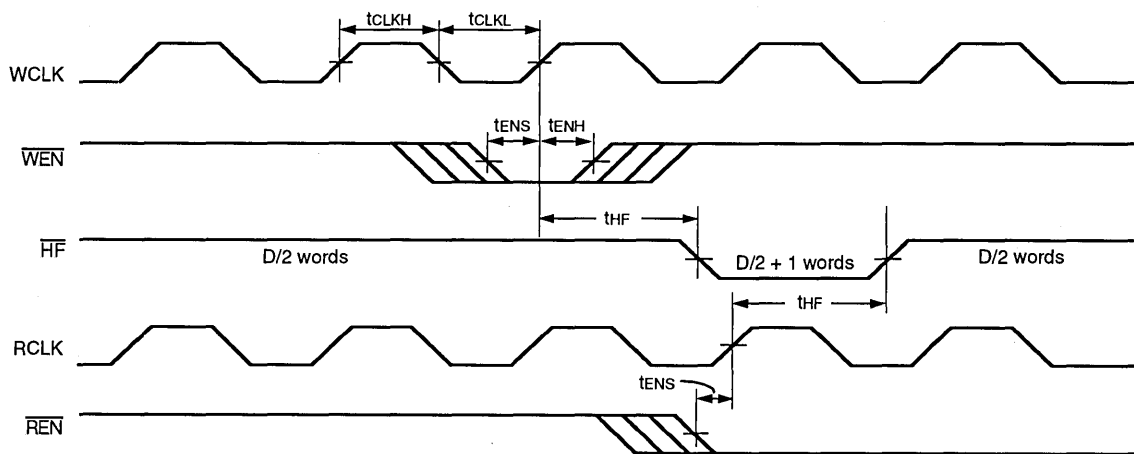 tCLKH
tCLKL
WCLK
tENS
tENH
WEN
tHF
HF
D/2 words
D/2 + 1 words
D/2 words
tHF
RCLK
tENS
REN